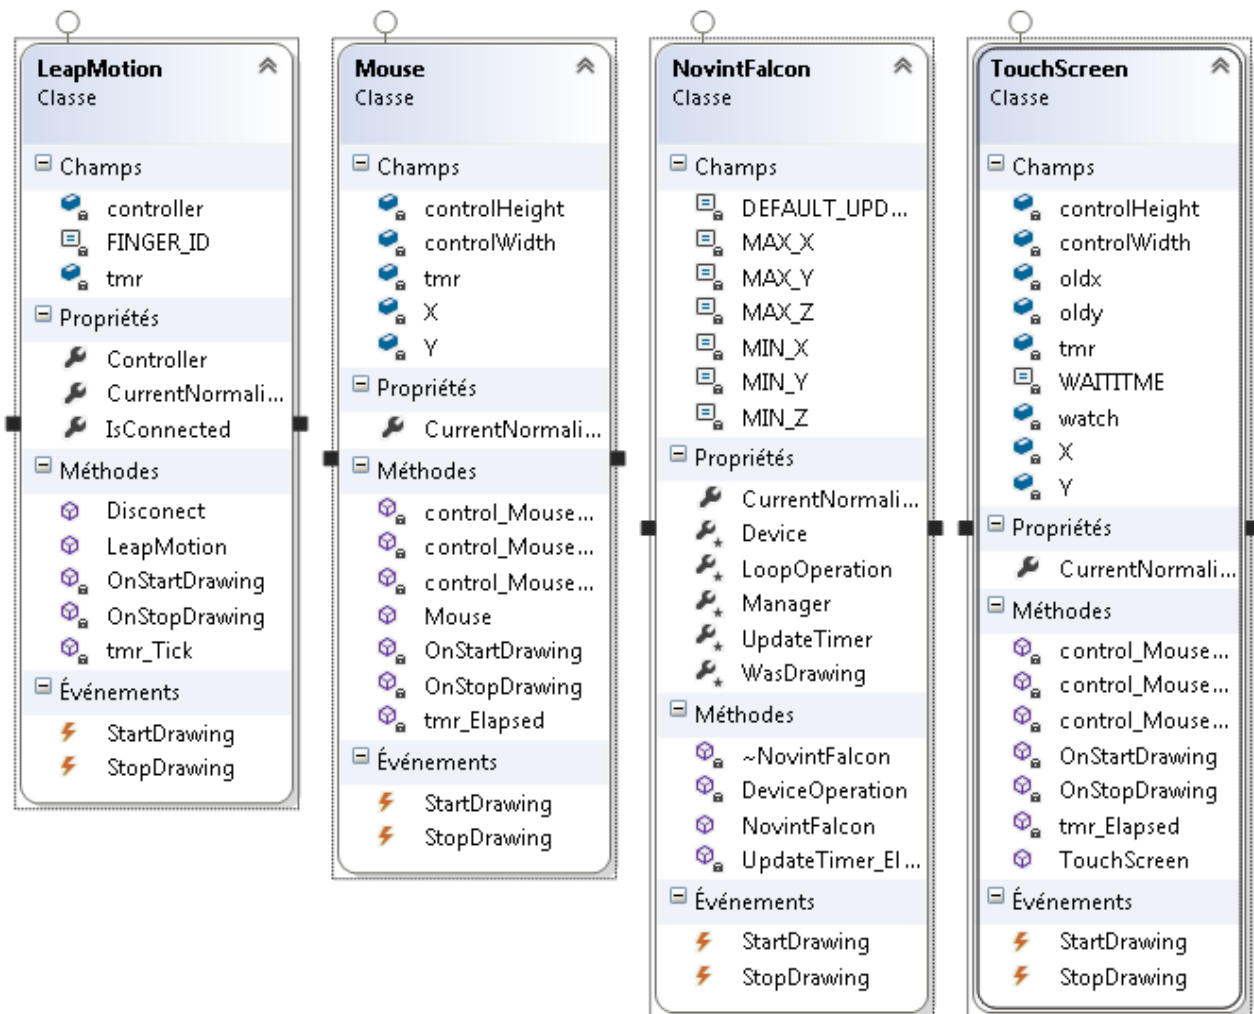 LeapMotion
Classe
Champs
controller
FINGER_ID
tmr
Propriétés
Controller
CurrentNormali...
IsConnected
Méthodes
Disconect
LeapMotion
OnStartDrawing
OnStopDrawing
tmr_Tick
Événements
StartDrawing
StopDrawing
Mouse
Classe
Champs
controlHeight
controlWidth
tmr
X
Y
Propriétés
CurrentNormali...
Méthodes
control_Mouse...
control_Mouse...
control_Mouse...
Mouse
OnStartDrawing
OnStopDrawing
tmr_Elapsed
Événements
StartDrawing
StopDrawing
NovintFalcon
Classe
Champs
DEFAULT_UPD...
MAX_X
MAX_Y
MAX_Z
MIN_X
MIN_Y
MIN_Z
Propriétés
CurrentNormali...
Device
LoopOperation
Manager
UpdateTimer
WasDrawing
Méthodes
~NovintFalcon
DeviceOperation
NovintFalcon
UpdateTimer_El...
Événements
StartDrawing
StopDrawing
TouchScreen
Classe
Champs
controlHeight
controlWidth
oldx
oldy
tmr
WAITITME
watch
X
Y
Propriétés
CurrentNormali...
Méthodes
control_Mouse...
control_Mouse...
control_Mouse...
OnStartDrawing
OnStopDrawing
tmr_Elapsed
TouchScreen
Événements
StartDrawing
StopDrawing